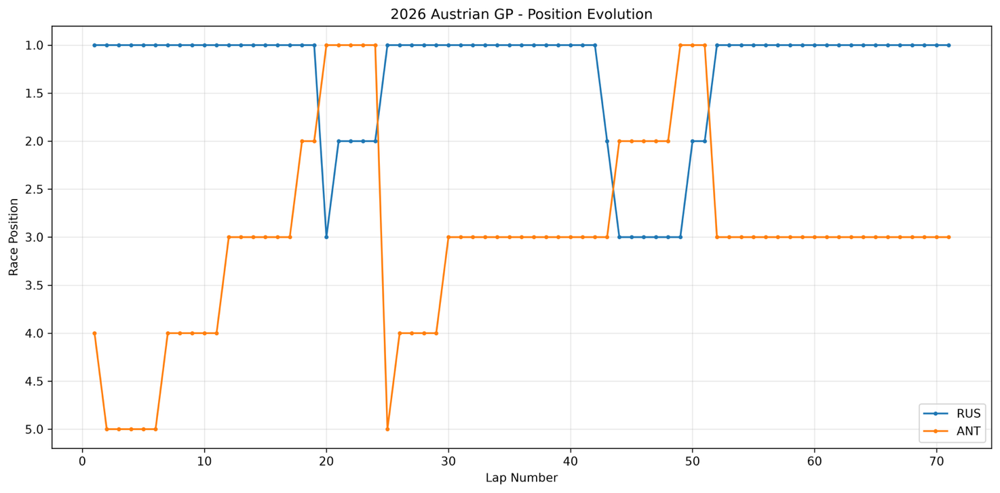 2026 Austrian GP - Position Evolution
Race Position
1.0
1.5
2.0
2.5
3.0
3.5
4.0
4.5
5.0
0 10 20 30 40 50 60 70
Lap Number
RUS
ANT